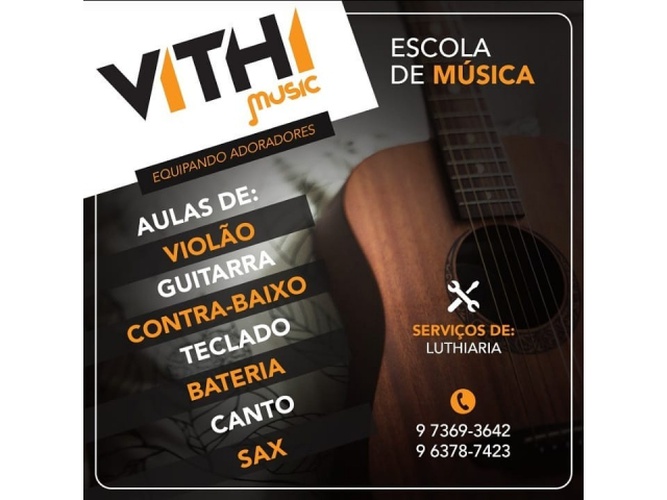 VITHI
MUSIC
EQUIPANDO ADORADORES
ESCOLA
DE MÚSICA
AULAS DE:
VIOLÃO
GUITARRA
CONTRA-BAIXO
TECLADO
BATERIA
CANTO
SAX
SERVIÇOS DE:
LUTHIARIA
9 7369-3642
9 6378-7423